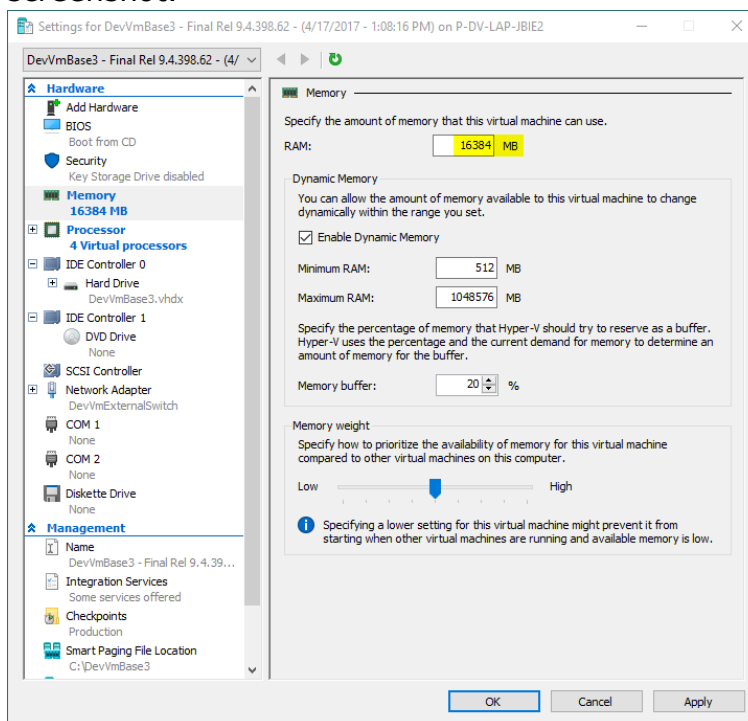 screenshot.
Settings for DevVmBase3 - Final Rel 9.4.398.62 - (4/17/2017 - 1:08:16 PM) on P-DV-LAP-JBIE2
DevVmBase3 - Final Rel 9.4.398.62 - (4/
Hardware
Add Hardware
BIOS
Boot from CD
Security
Key Storage Drive disabled
Memory
16384 MB
Processor
4 Virtual processors
IDE Controller 0
Hard Drive
DevVmBase3.vhdx
IDE Controller 1
DVD Drive
None
SCSI Controller
Network Adapter
DevVmExternalSwitch
COM 1
None
COM 2
None
Diskette Drive
None
Management
Name
DevVmBase3 - Final Rel 9.4.39...
Integration Services
Some services offered
Checkpoints
Production
Smart Paging File Location
C:\DevVmBase3
Memory
Specify the amount of memory that this virtual machine can use.
RAM: 16384 MB
Dynamic Memory
You can allow the amount of memory available to this virtual machine to change
dynamically within the range you set.
Enable Dynamic Memory
Minimum RAM: 512 MB
Maximum RAM: 1048576 MB
Specify the percentage of memory that Hyper-V should try to reserve as a buffer.
Hyper-V uses the percentage and the current demand for memory to determine an
amount of memory for the buffer.
Memory buffer: 20 %
Memory weight
Specify how to prioritize the availability of memory for this virtual machine
compared to other virtual machines on this computer.
Low High
Specifying a lower setting for this virtual machine might prevent it from
starting when other virtual machines are running and available memory is low.
OK Cancel Apply